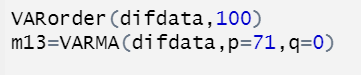 VARorder(difdata,100)
m13=VARMA(difdata,p=71,q=0)